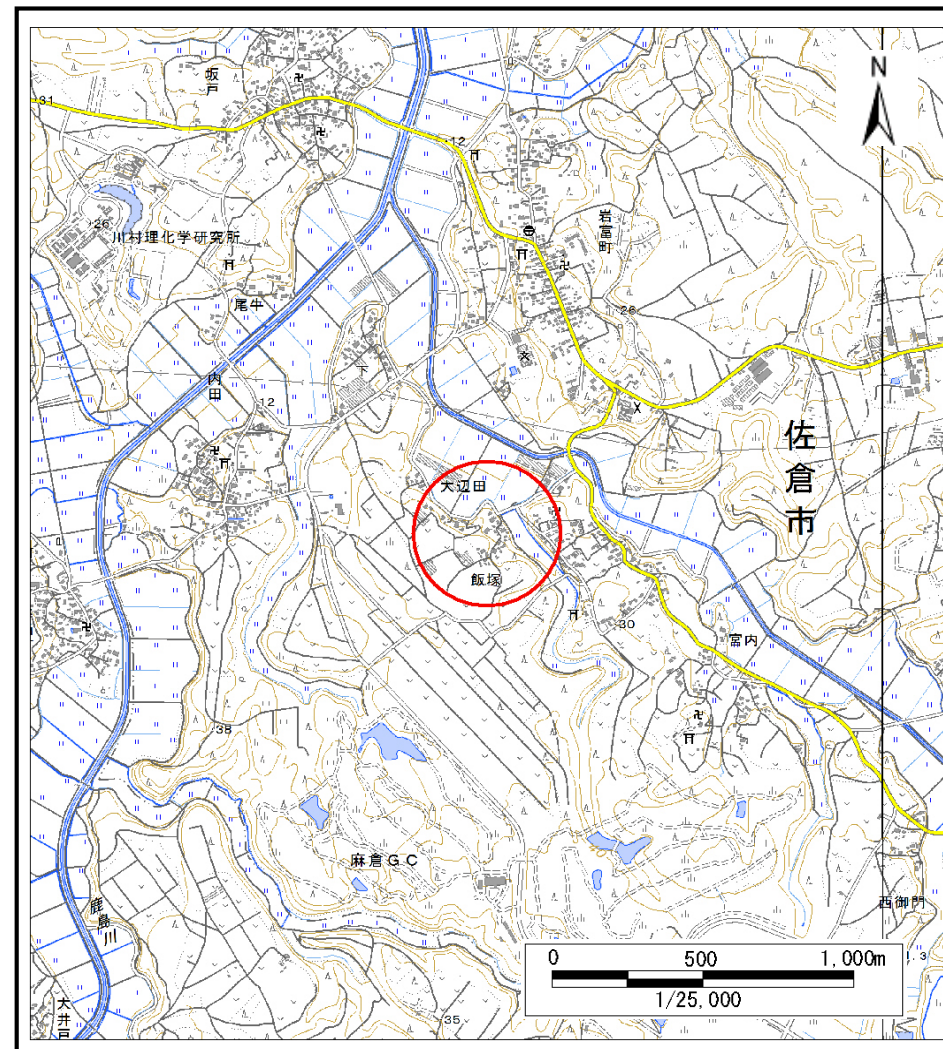 坂戸
31
12
N
岩富町
26
川村理化学研究所
尾牛
26
内田
下
12
佐倉市
大辺田
飯塚
30
宮内
38
麻倉GC
鹿島川
西御門
0 500 1,000m
1/25,000
35
大井戸